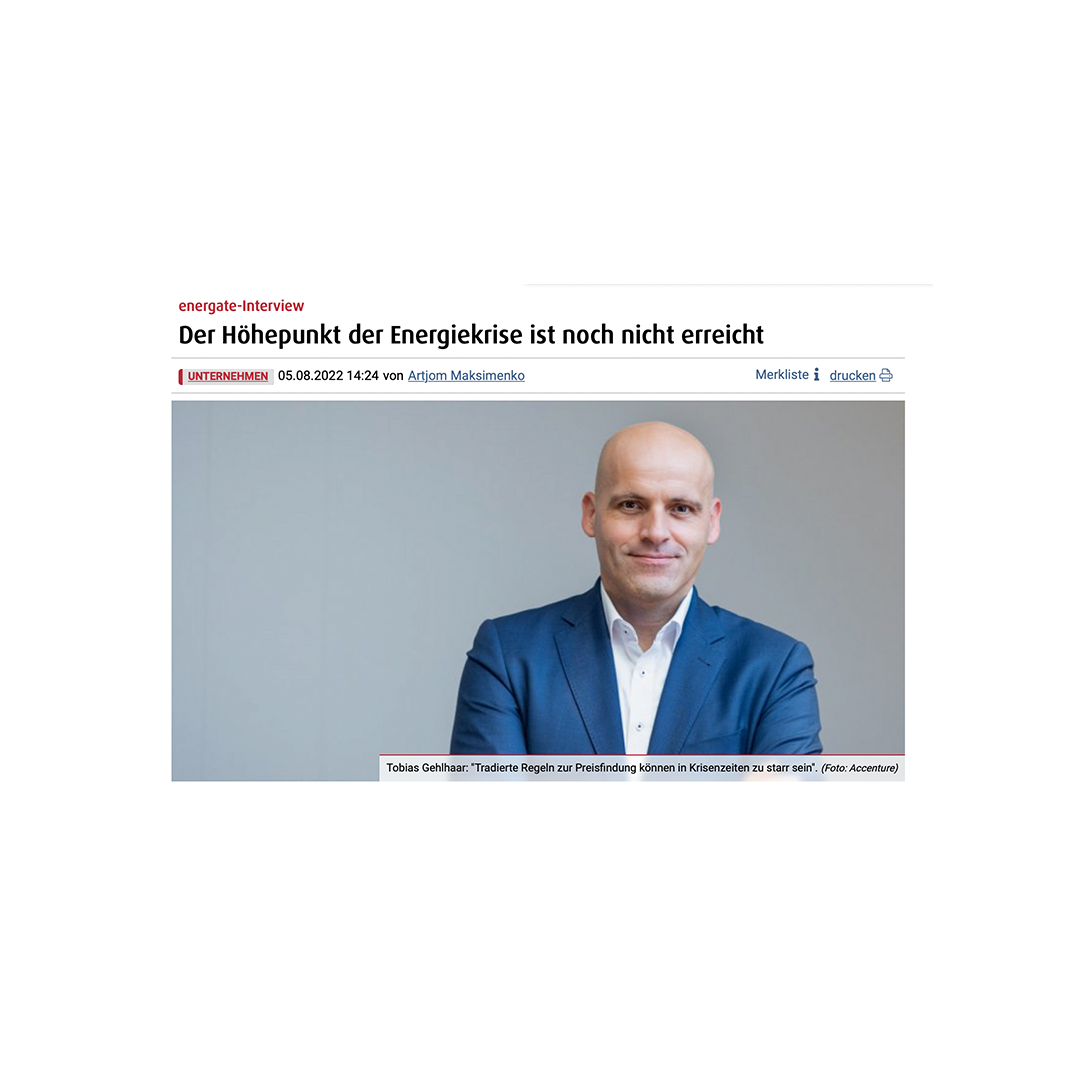 energate-Interview
Der Höhepunkt der Energiekrise ist noch nicht erreicht
UNTERNEHMEN 05.08.2022 14:24 von Artjom Maksimenko Merkliste i drucken
Tobias Gehlhaar: "Tradierte Regeln zur Preisfindung können in Krisenzeiten zu starr sein". (Foto: Accenture)